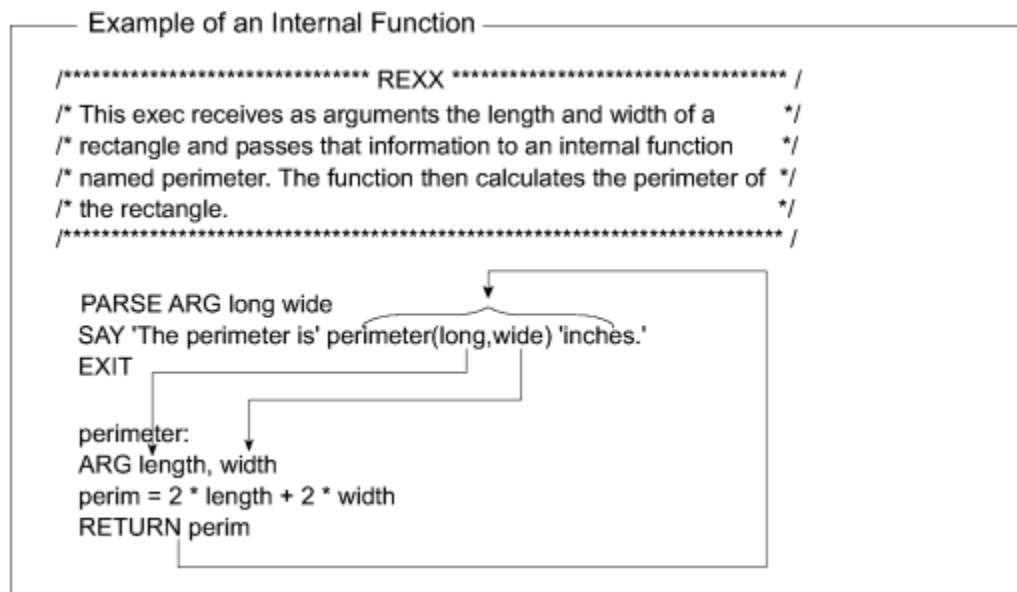 Example of an Internal Function
/******************************** REXX *********************************** /
/* This exec receives as arguments the length and width of a */
/* rectangle and passes that information to an internal function */
/* named perimeter. The function then calculates the perimeter of */
/* the rectangle. */
/*************************************************************************** /
PARSE ARG long wide
SAY 'The perimeter is' perimeter(long,wide) 'inches.'
EXIT
perimeter:
ARG length, width
perim = 2 * length + 2 * width
RETURN perim